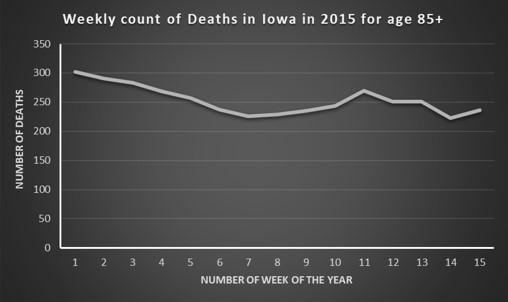 Weekly count of Deaths in Iowa in 2015 for age 85+
NUMBER OF DEATHS
350
300
250
200
150
100
50
0
1 2 3 4 5 6 7 8 9 10 11 12 13 14 15
NUMBER OF WEEK OF THE YEAR